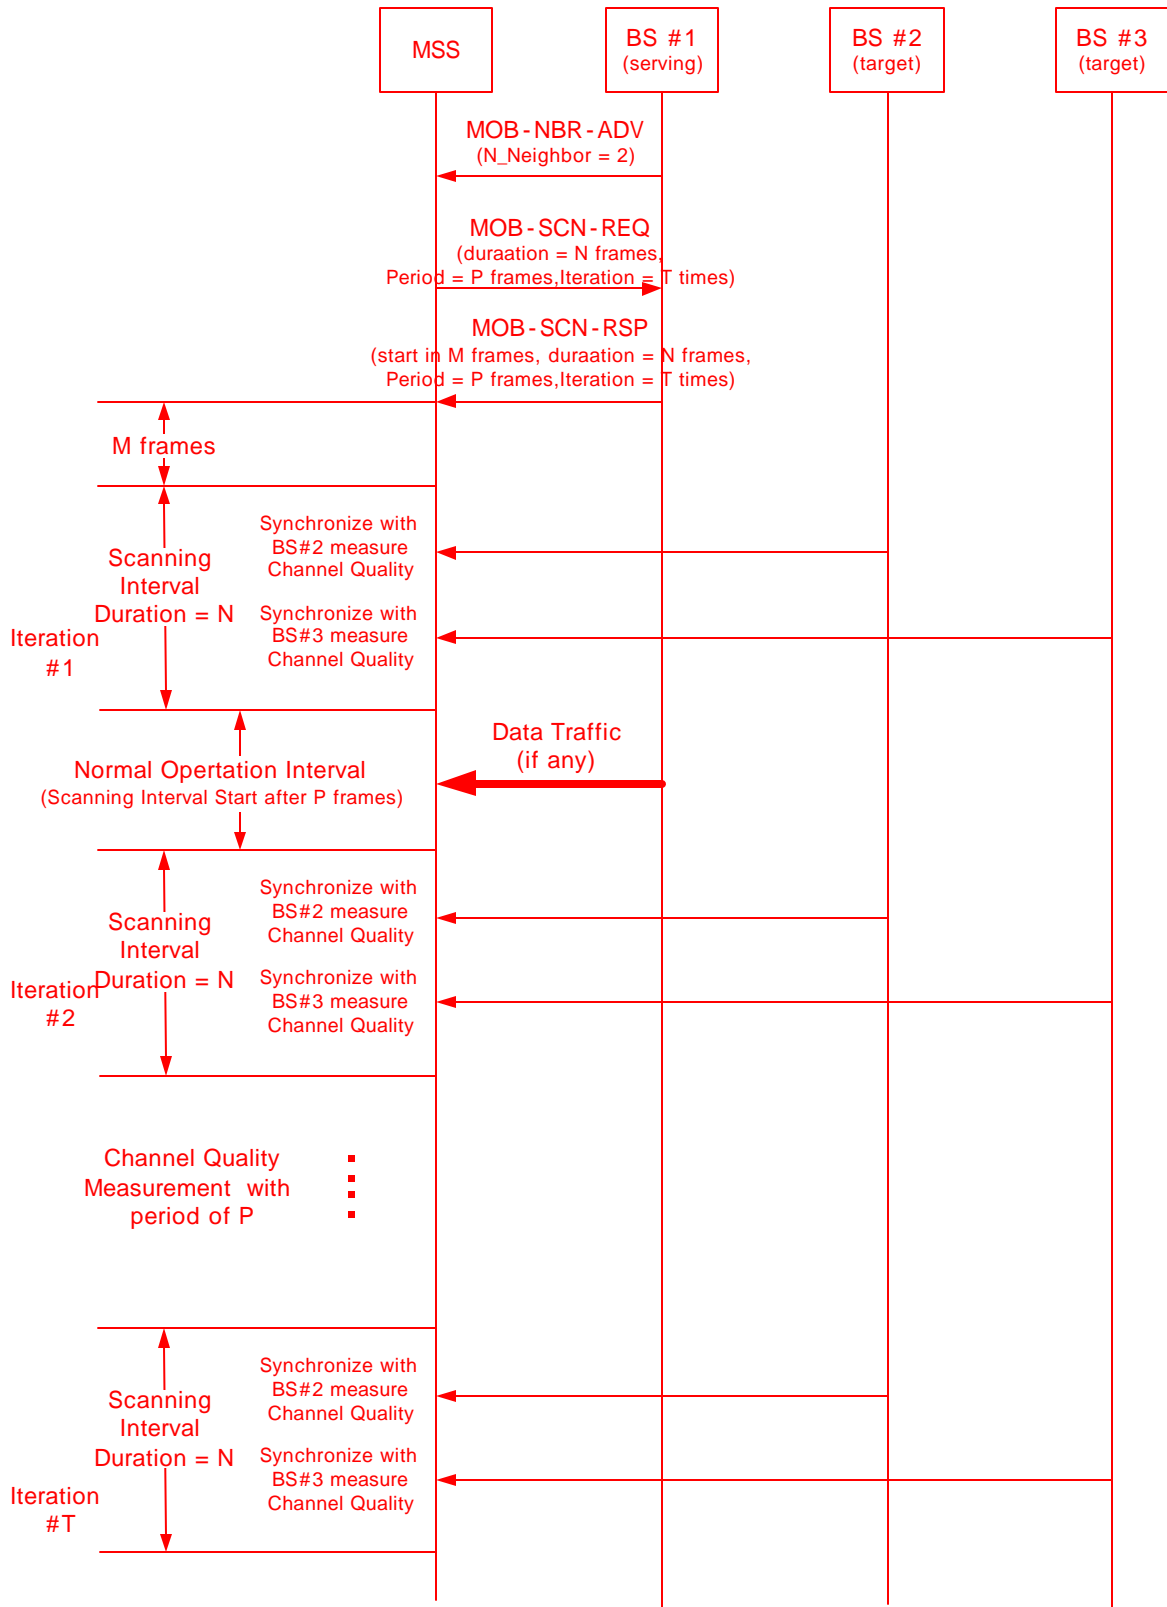 MSS
BS #1
(serving)
BS #2
(target)
BS #3
(target)
MOB-NBR-ADV
(N_Neighbor = 2)
MOB-SCN-REQ
(duraation = N frames,
Period = P frames,Iteration = T times)
MOB-SCN-RSP
(start in M frames, duraation = N frames,
Period = P frames,Iteration = T times)
M frames
Scanning
Interval
Duration = N
Iteration
#1
Synchronize with
BS#2 measure
Channel Quality
Synchronize with
BS#3 measure
Channel Quality
Normal Opertation Interval
(Scanning Interval Start after P frames)
Data Traffic
(if any)
Scanning
Interval
Duration = N
Iteration
#2
Synchronize with
BS#2 measure
Channel Quality
Synchronize with
BS#3 measure
Channel Quality
Channel Quality
Measurement with
period of P
Scanning
Interval
Duration = N
Iteration
#T
Synchronize with
BS#2 measure
Channel Quality
Synchronize with
BS#3 measure
Channel Quality